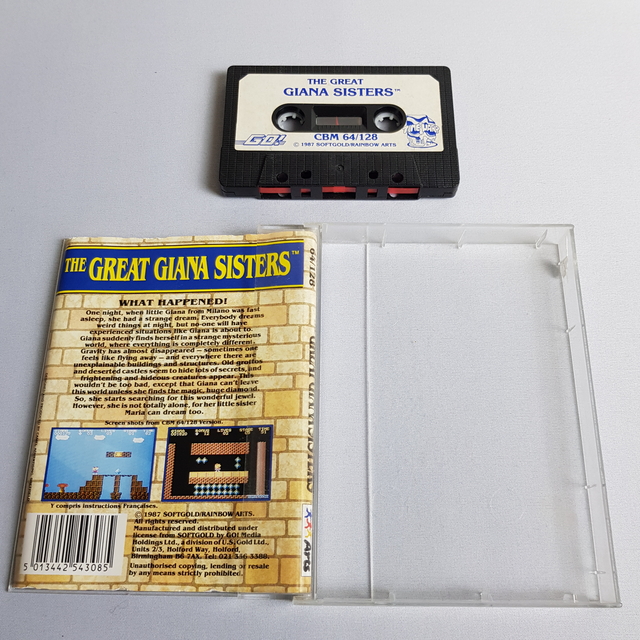 THE GREAT
GIANA SISTERS™
GO!
CBM 64/128
© 1987 SOFTGOLD/RAINBOW ARTS
THE GREAT GIANA SISTERS™
64/128
WHAT HAPPENED!
One night, when little Giana from Milano was fast
asleep, she had a strange dream. Everybody dreams
weird things at night, but no-one will have
experienced situations like Giana is about to.
Giana suddenly finds herself in a strange mysterious
world, where everything is completely different.
Gravity has almost disappeared – sometimes one
feels like flying away – and everywhere there are
unexplainable buildings and structures. Old grottos
and deserted castles seem to hide lots of secrets, and
frightening and hideous creatures appear. This
wouldn't be too bad, except that Giana can't leave
this world unless she finds the magic, huge diamond.
So, she starts searching for this wonderful jewel.
However, she is not totally alone, for her little sister
Maria can dream too.
Screen shots from CBM 64/128 Version.
Y compris instructions Françaises.
© 1987 SOFTGOLD/RAINBOW ARTS.
All rights reserved.
Manufactured and distributed under
license from SOFTGOLD by GO! Media
Holdings Ltd., a division of U.S. Gold Ltd.,
Units 2/3, Holford Way, Holford,
Birmingham B6 7AX. Tel: 021 356 3388.
Unauthorised copying, lending or resale
by any means strictly prohibited.
5 013442 543085
ARTS